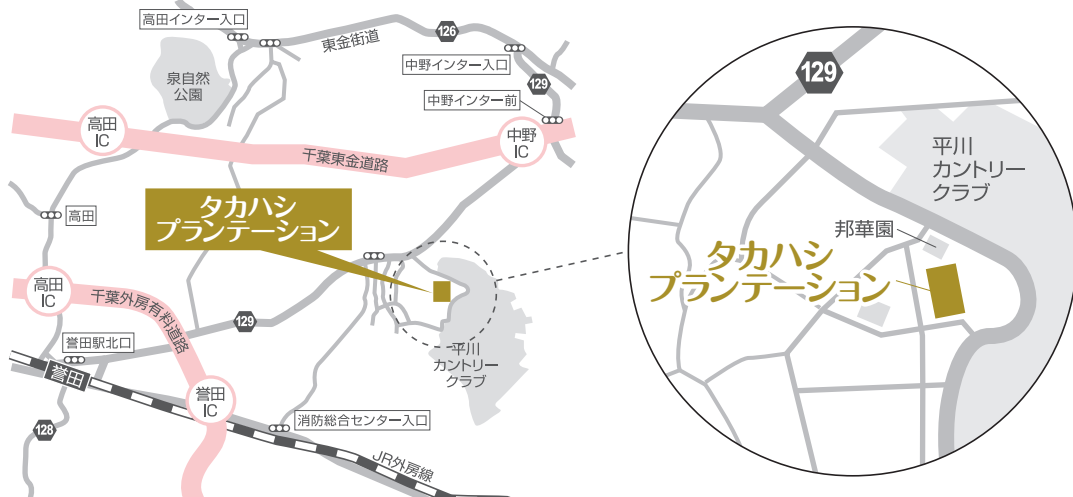 高田インター入口
東金街道
126
中野インター入口
129
中野インター前
泉自然
公園
高田
IC
千葉東金道路
中野
IC
高田
タカハシ
プランテーション
高田
IC
千葉外房有料道路
129
誉田駅北口
誉田
誉田
IC
128
消防総合センター入口
JR外房線
平川
カントリー
クラブ
129
平川
カントリー
クラブ
邦華園
タカハシ
プランテーション